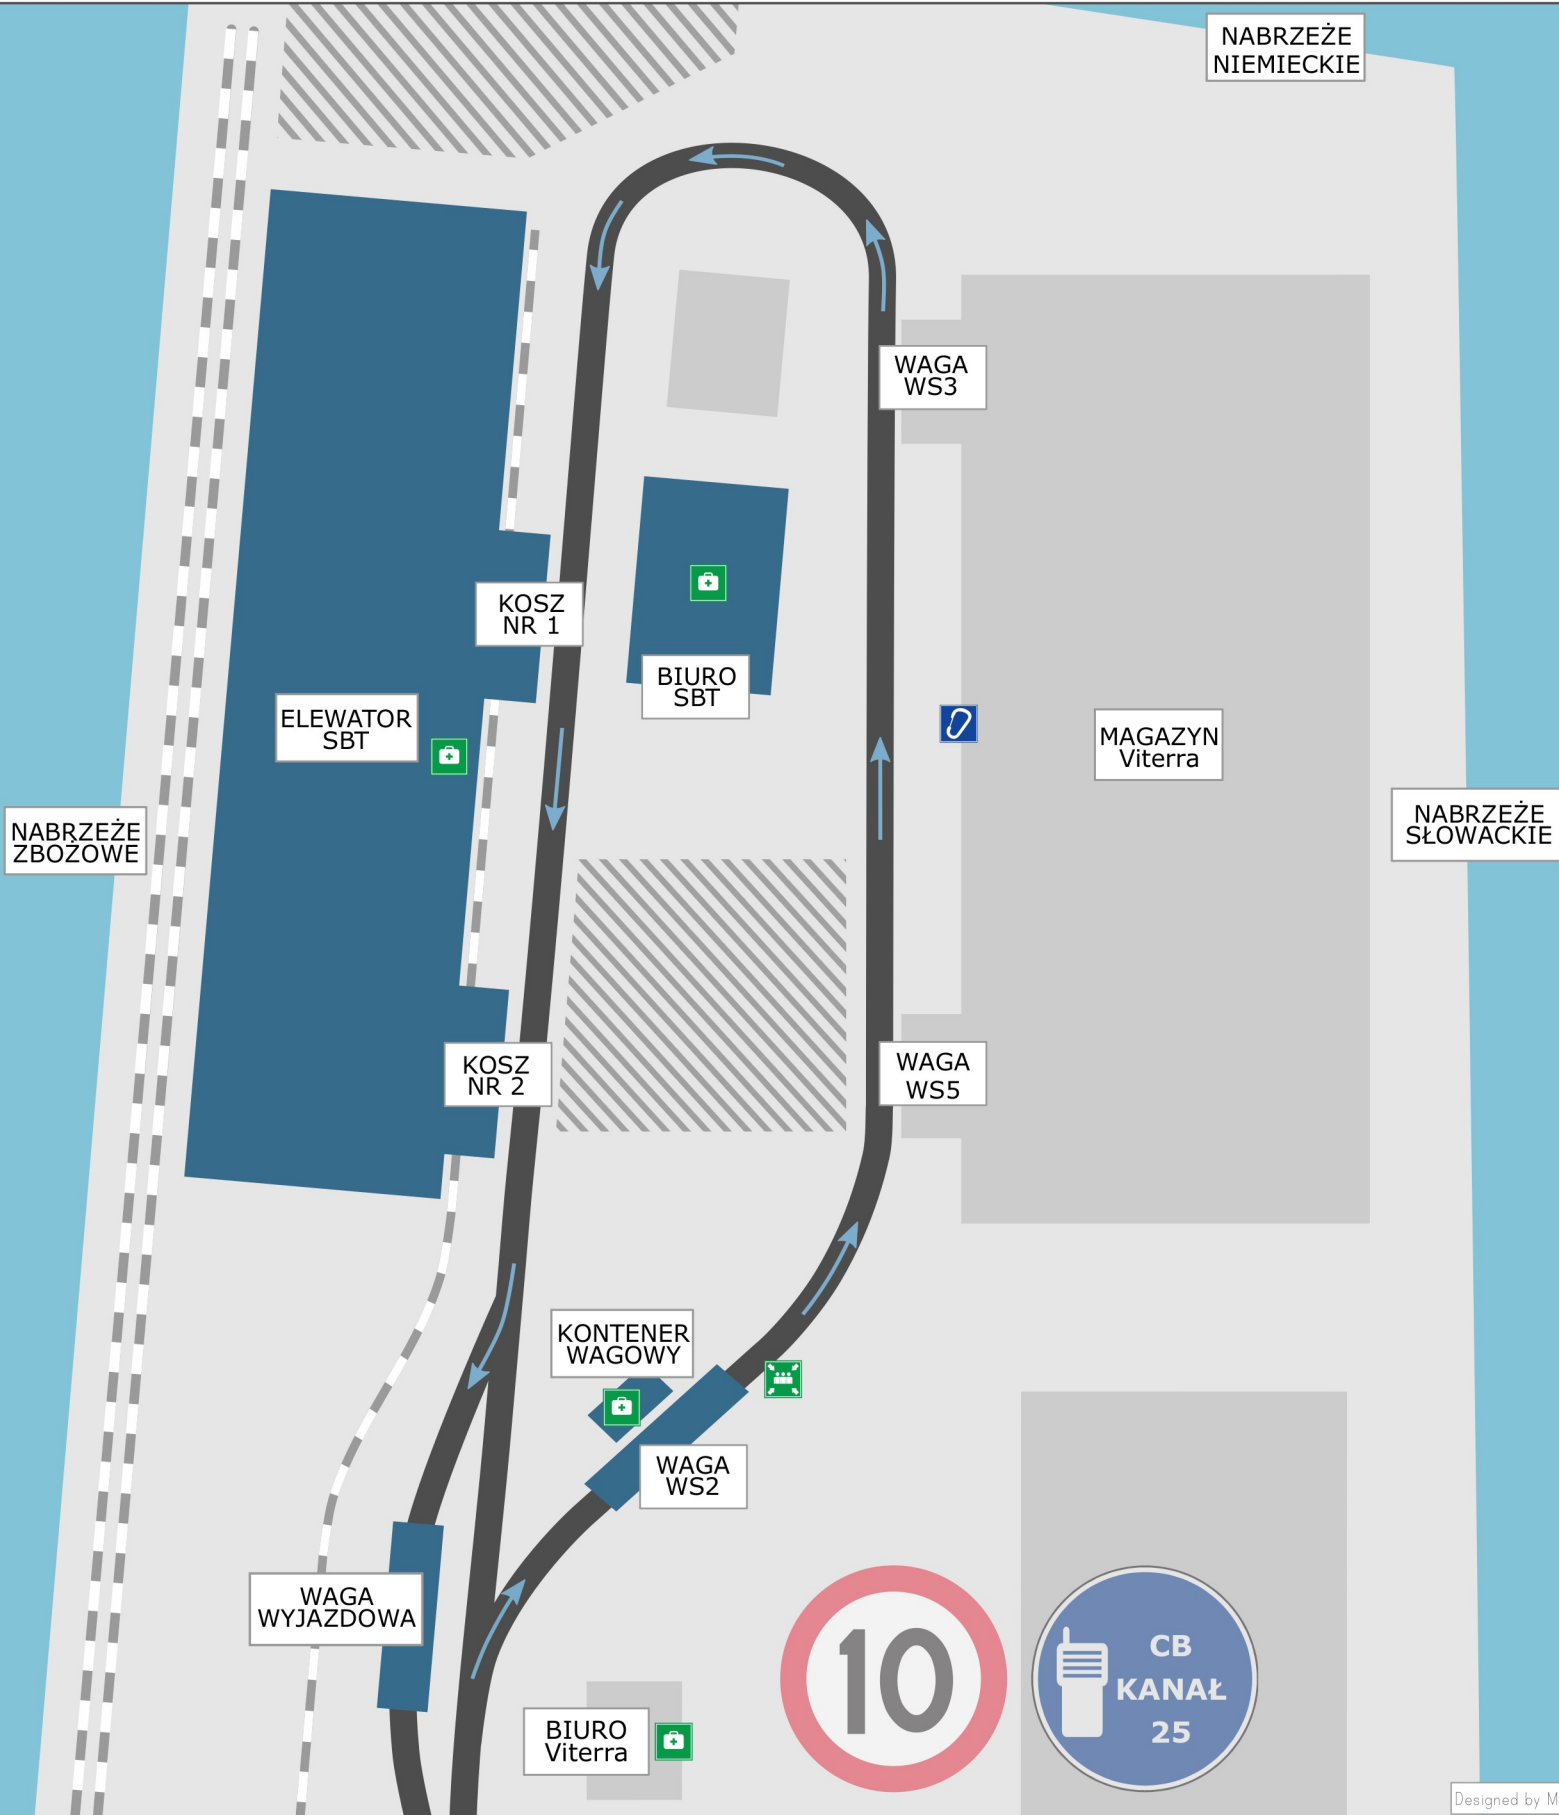 NABRZEŻE
NIEMIECKIE
WAGA
WS3
KOSZ
NR 1
BIURO
SBT
ELEWATOR
SBT
MAGAZYN
Viterra
NABRZEŻE
ZBOŻOWE
NABRZEŻE
SŁOWACKIE
KOSZ
NR 2
WAGA
WS5
KONTENER
WAGOWY
WAGA
WS2
WAGA
WYJAZDOWA
BIURO
Viterra
10
CB
KANAŁ
25
Designed by M